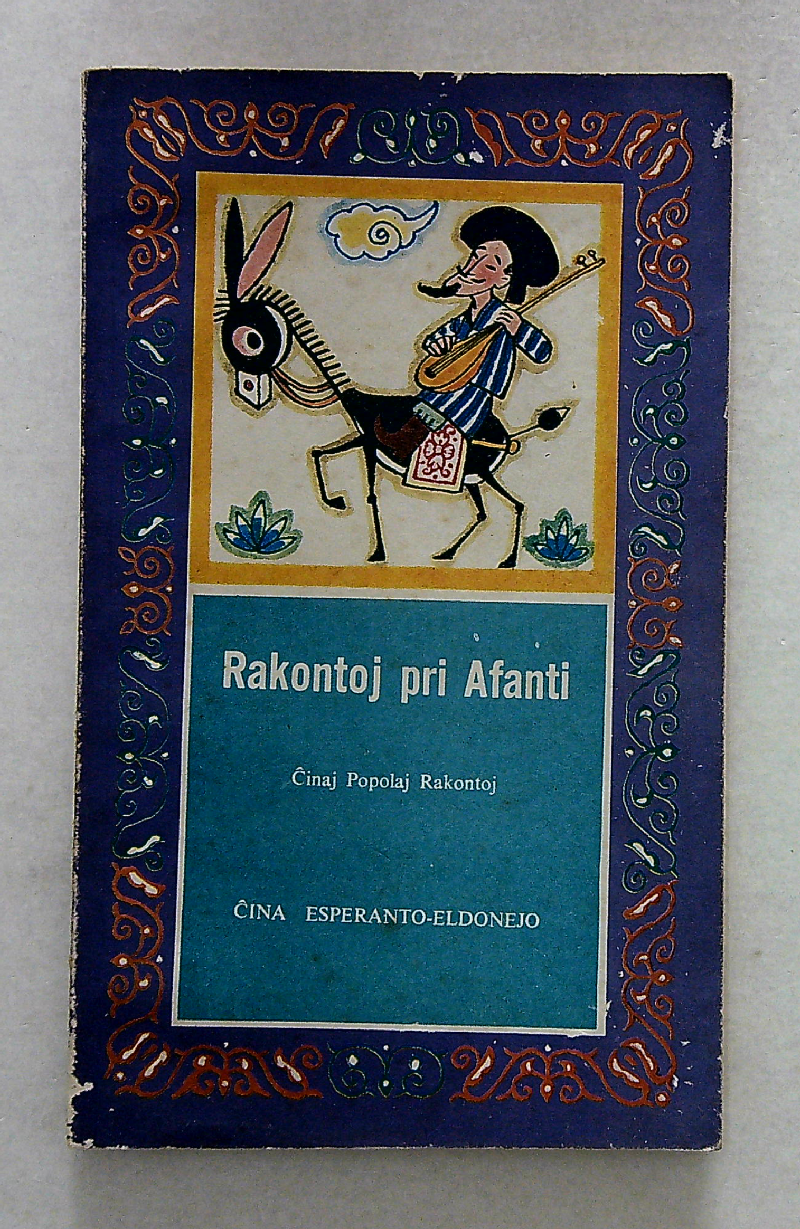 Rakontoj pri Afanti
Ĉinaj Popolaj Rakontoj
ĈINA ESPERANTO-ELDONEJO